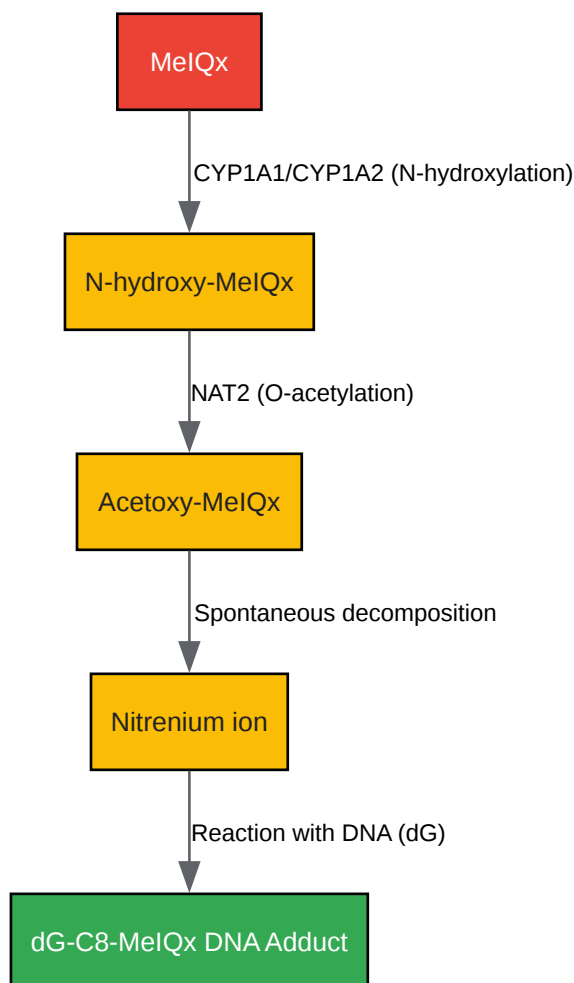 MeIQx
CYP1A1/CYP1A2 (N-hydroxylation)
N-hydroxy-MeIQx
NAT2 (O-acetylation)
Acetoxy-MeIQx
Spontaneous decomposition
Nitrenium ion
Reaction with DNA (dG)
dG-C8-MeIQx DNA Adduct